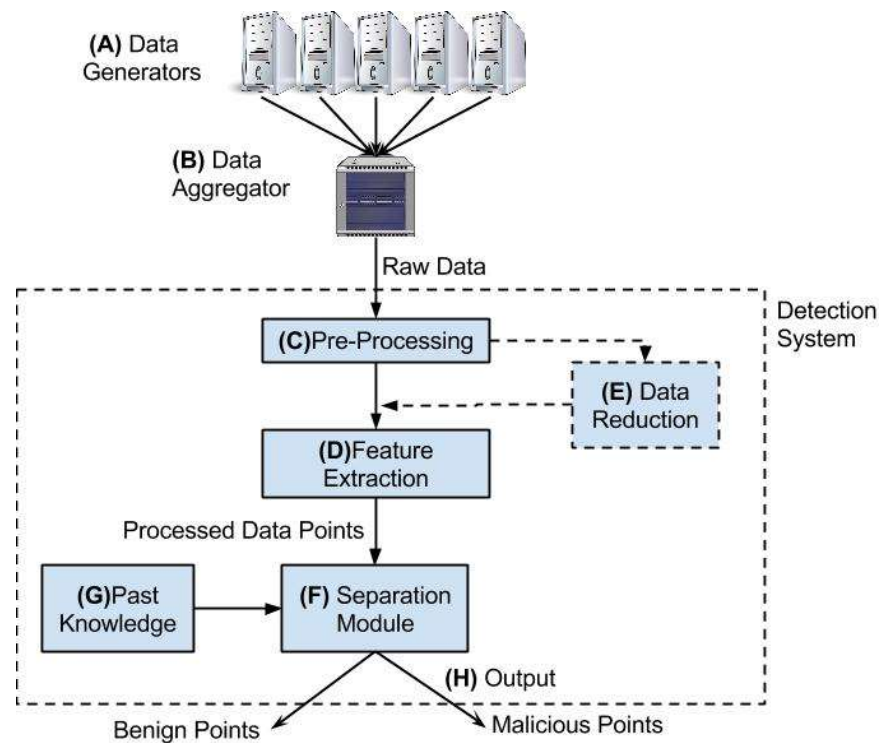 (A) Data
Generators
(B) Data
Aggregator
Raw Data
Detection
System
(C)Pre-Processing
(E) Data
Reduction
(D)Feature
Extraction
Processed Data Points
(G)Past
Knowledge
(F) Separation
Module
(H) Output
Benign Points
Malicious Points